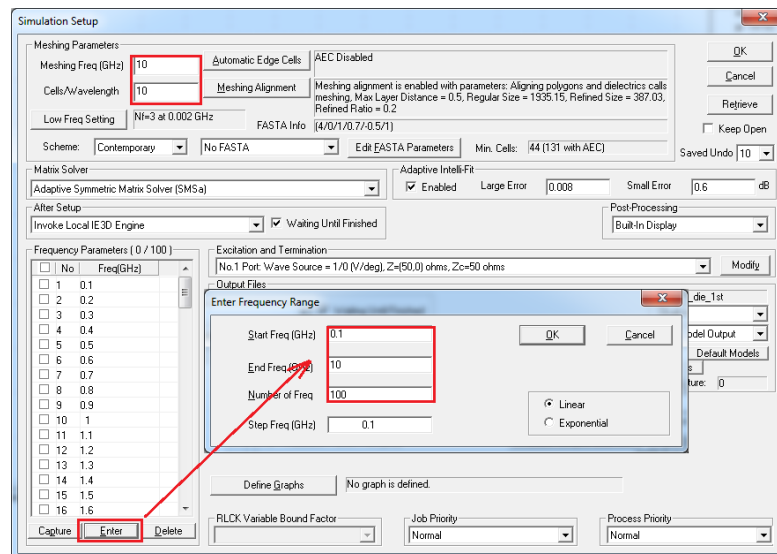 Simulation Setup
Meshing Parameters
Meshing Freq (GHz) 10 Automatic Edge Cells AEC Disabled OK
Cells/Wavelength 10 Meshing Alignment Meshing alignment is enabled with parameters: Aligning polygons and dielectrics calls Cancel
meshing, Max Layer Distance = 0.5, Regular Size = 1935.15, Refined Size = 387.03,
Refined Ratio = 0.2
Low Freq Setting Nf=3 at 0.002 GHz Retrieve
FASTA Info (4/0/1/0.7/-0.5/1) Keep Open
Scheme: Contemporary No FASTA Edit FASTA Parameters Min. Cells: 44 (131 with AEC) Saved Undo 10
Matrix Solver Adaptive Intelli-Fit
Adaptive Symmetric Matrix Solver (SMSa) Enabled Large Error 0.008 Small Error 0.6 dB
After Setup Post-Processing
Invoke Local IE3D Engine Waiting Until Finished Built-In Display
Frequency Parameters ( 0 / 100 ) Excitation and Termination
No Freq(GHz) No.1 Port: Wave Source = 1/0 (V/deg), Z=(50,0) ohms, Zc=50 ohms Modify
1 0.1 Output Files
2 0.2 Enter Frequency Range _die_1st
3 0.3
4 0.4 Start Freq (GHz) 0.1 OK Cancel
5 0.5 Output
6 0.6 End Freq (GHz) 10 Default Models
7 0.7
8 0.8 Number of Freq 100 0
9 0.9 Linear
10 1 Step Freq (GHz) 0.1 Exponential
11 1.1
12 1.2
13 1.3
14 1.4 Define Graphs No graph is defined.
15 1.5
16 1.6 RLCK Variable Bound Factor Job Priority Process Priority
Capture Enter Delete Normal Normal